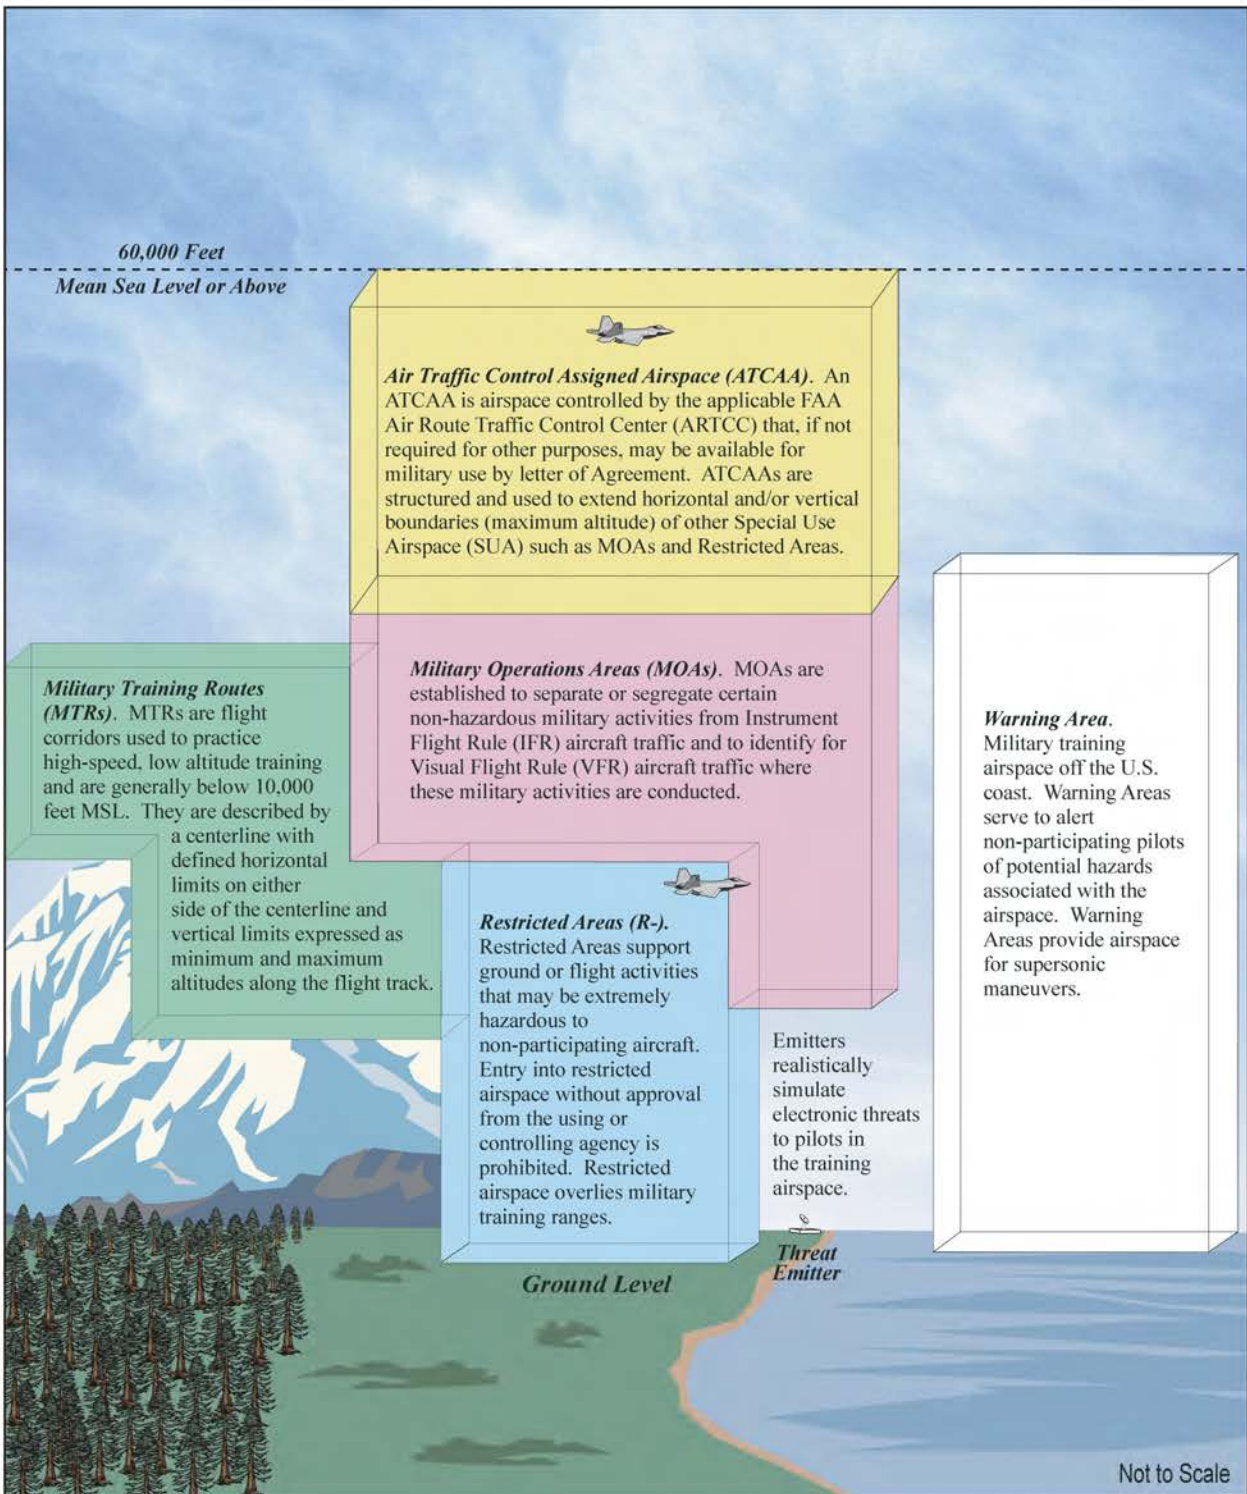 60,000 Feet
Mean Sea Level or Above
Air Traffic Control Assigned Airspace (ATCAA). An
ATCAA is airspace controlled by the applicable FAA
Air Route Traffic Control Center (ARTCC) that, if not
required for other purposes, may be available for
military use by letter of Agreement. ATCAAs are
structured and used to extend horizontal and/or vertical
boundaries (maximum altitude) of other Special Use
Airspace (SUA) such as MOAs and Restricted Areas.
Military Training Routes
(MTRs). MTRs are flight
corridors used to practice
high-speed, low altitude training
and are generally below 10,000
feet MSL. They are described by
a centerline with
defined horizontal
limits on either
side of the centerline and
vertical limits expressed as
minimum and maximum
altitudes along the flight track.
Military Operations Areas (MOAs). MOAs are
established to separate or segregate certain
non-hazardous military activities from Instrument
Flight Rule (IFR) aircraft traffic and to identify for
Visual Flight Rule (VFR) aircraft traffic where
these military activities are conducted.
Warning Area.
Military training
airspace off the U.S.
coast. Warning Areas
serve to alert
non-participating pilots
of potential hazards
associated with the
airspace. Warning
Areas provide airspace
for supersonic
maneuvers.
Restricted Areas (R-).
Restricted Areas support
ground or flight activities
that may be extremely
hazardous to
non-participating aircraft.
Entry into restricted
airspace without approval
from the using or
controlling agency is
prohibited. Restricted
airspace overlies military
training ranges.
Emitters
realistically
simulate
electronic threats
to pilots in
the training
airspace.
Threat
Emitter
Ground Level
Not to Scale